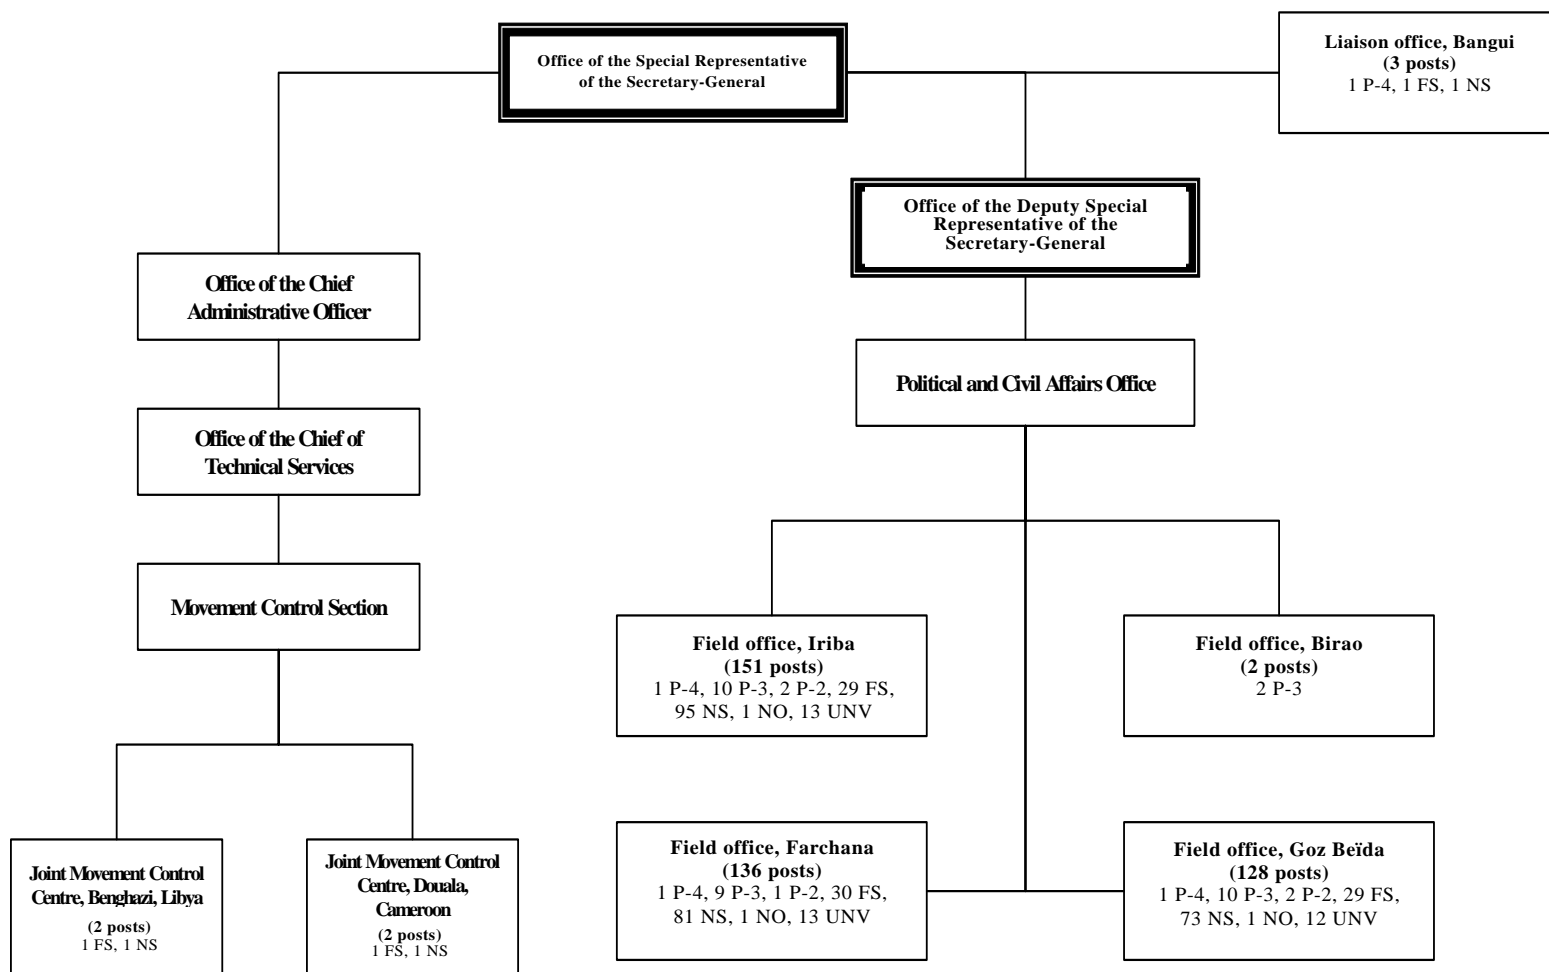 Office of the Special Representative
of the Secretary-General
Liaison office, Bangui
(3 posts)
1 P-4, 1 FS, 1 NS
Office of the Deputy Special
Representative of the
Secretary-General
Office of the Chief
Administrative Officer
Political and Civil Affairs Office
Office of the Chief of
Technical Services
Movement Control Section
Field office, Iriba
(151 posts)
1 P-4, 10 P-3, 2 P-2, 29 FS,
95 NS, 1 NO, 13 UNV
Field office, Birao
(2 posts)
2 P-3
Joint Movement Control
Centre, Benghazi, Libya
(2 posts)
1 FS, 1 NS
Joint Movement Control
Centre, Douala,
Cameroon
(2 posts)
1 FS, 1 NS
Field office, Farchana
(136 posts)
1 P-4, 9 P-3, 1 P-2, 30 FS,
81 NS, 1 NO, 13 UNV
Field office, Goz Beïda
(128 posts)
1 P-4, 10 P-3, 2 P-2, 29 FS,
73 NS, 1 NO, 12 UNV